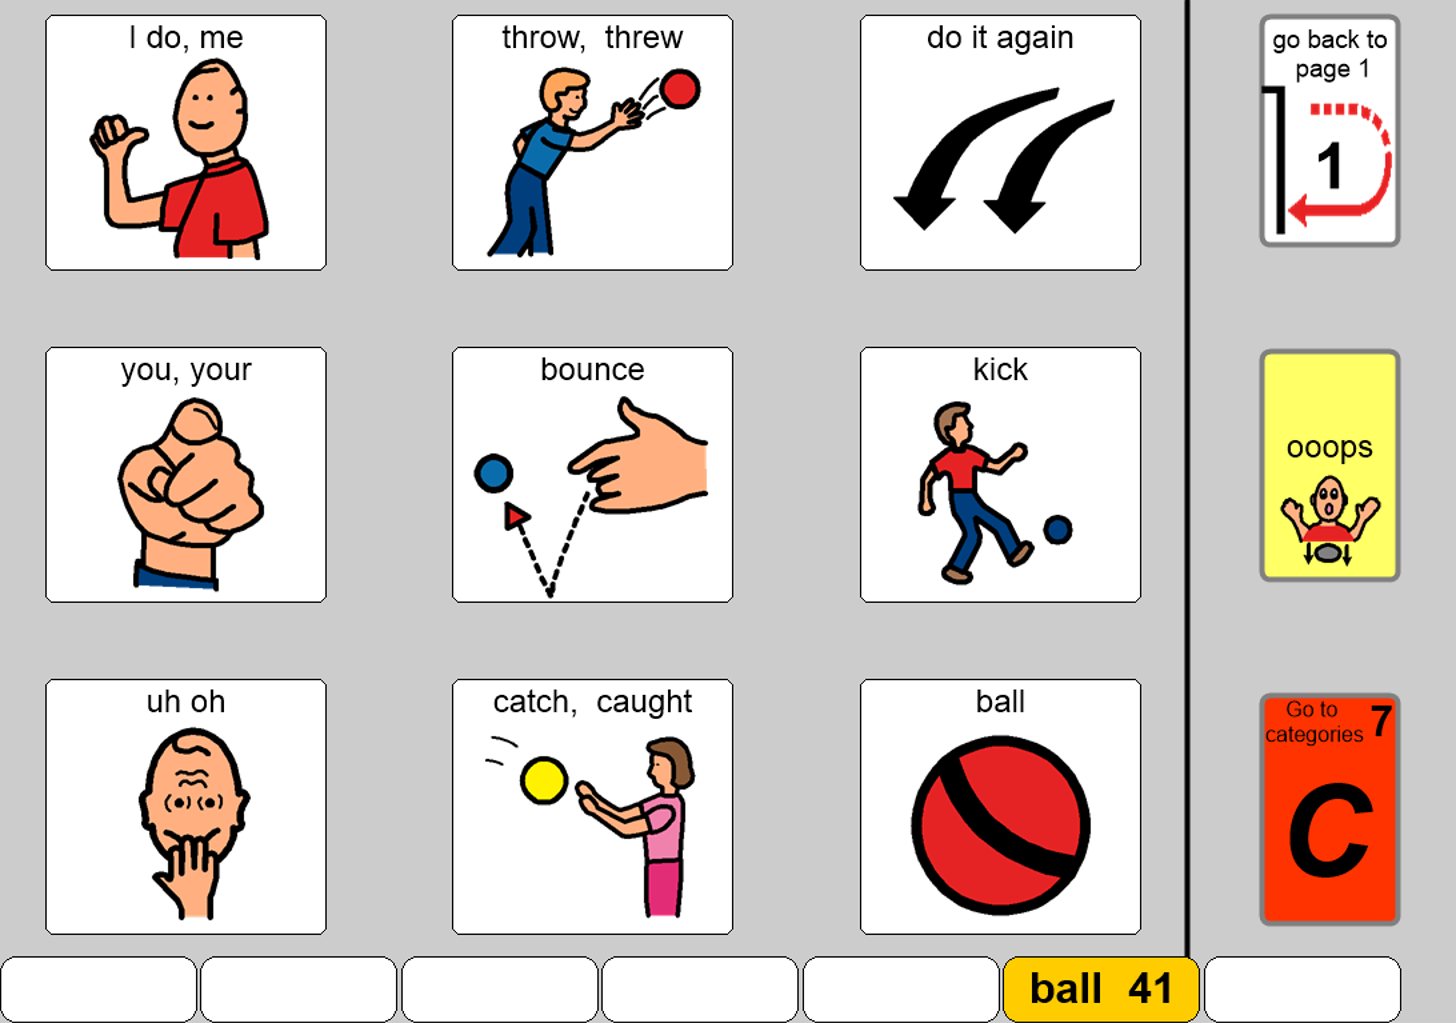 I do, me
throw, threw
do it again
go back to
page 1
1
you, your
bounce
kick
ooops
uh oh
catch, caught
ball
Go to
categories 7
C
ball 41